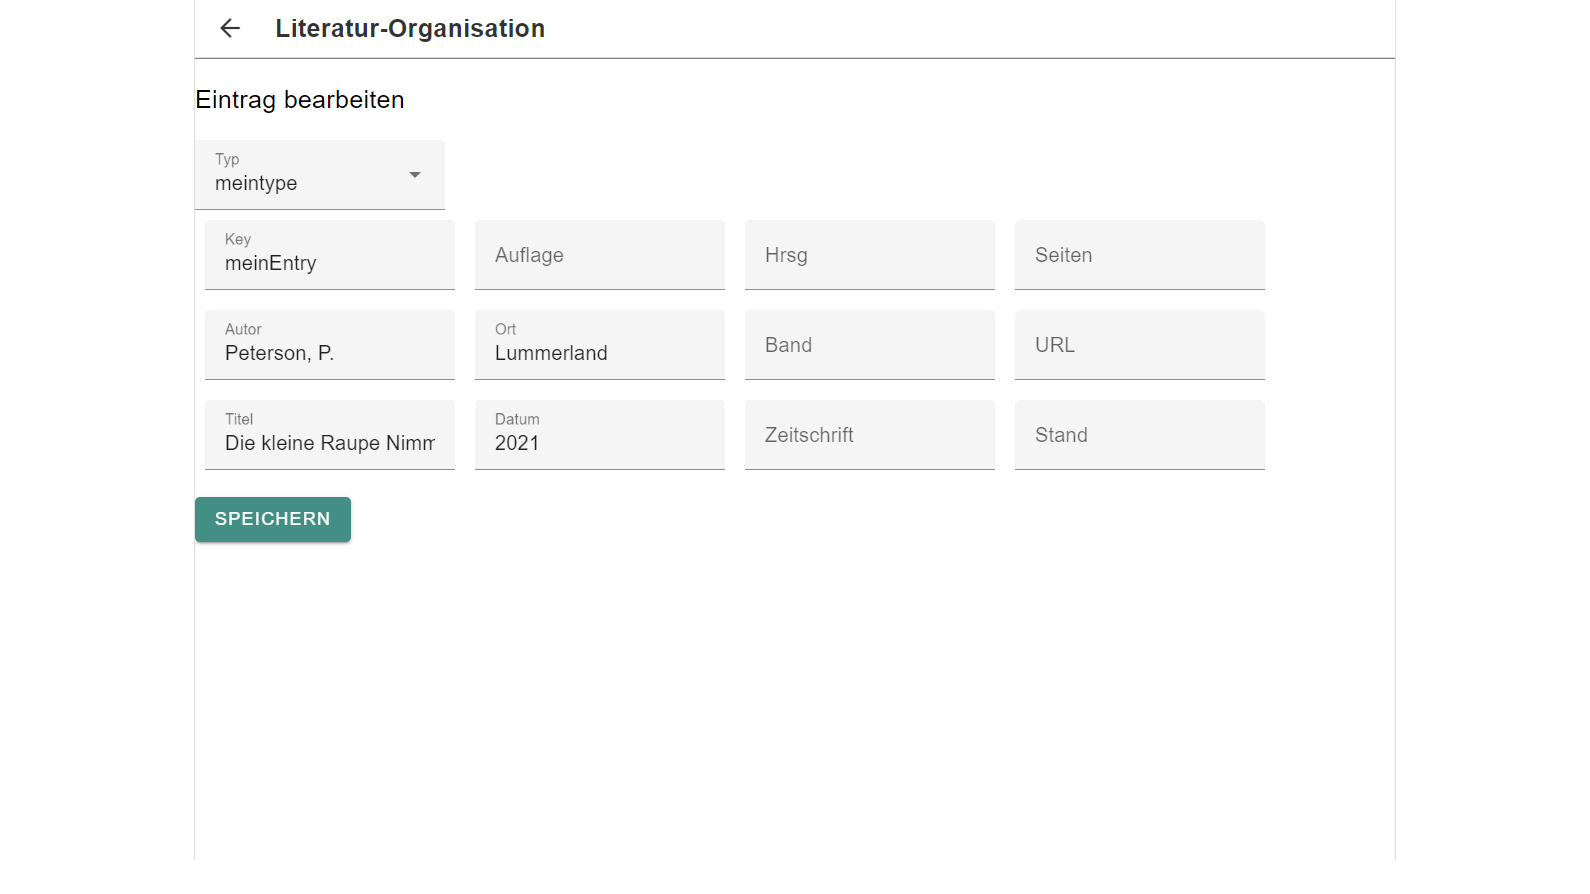 Literatur-Organisation
Eintrag bearbeiten
Typ
meintype
Key
meinEntry
Auflage
Hrsg
Seiten
Autor
Peterson, P.
Ort
Lummerland
Band
URL
Titel
Die kleine Raupe Nimm
Datum
2021
Zeitschrift
Stand
SPEICHERN